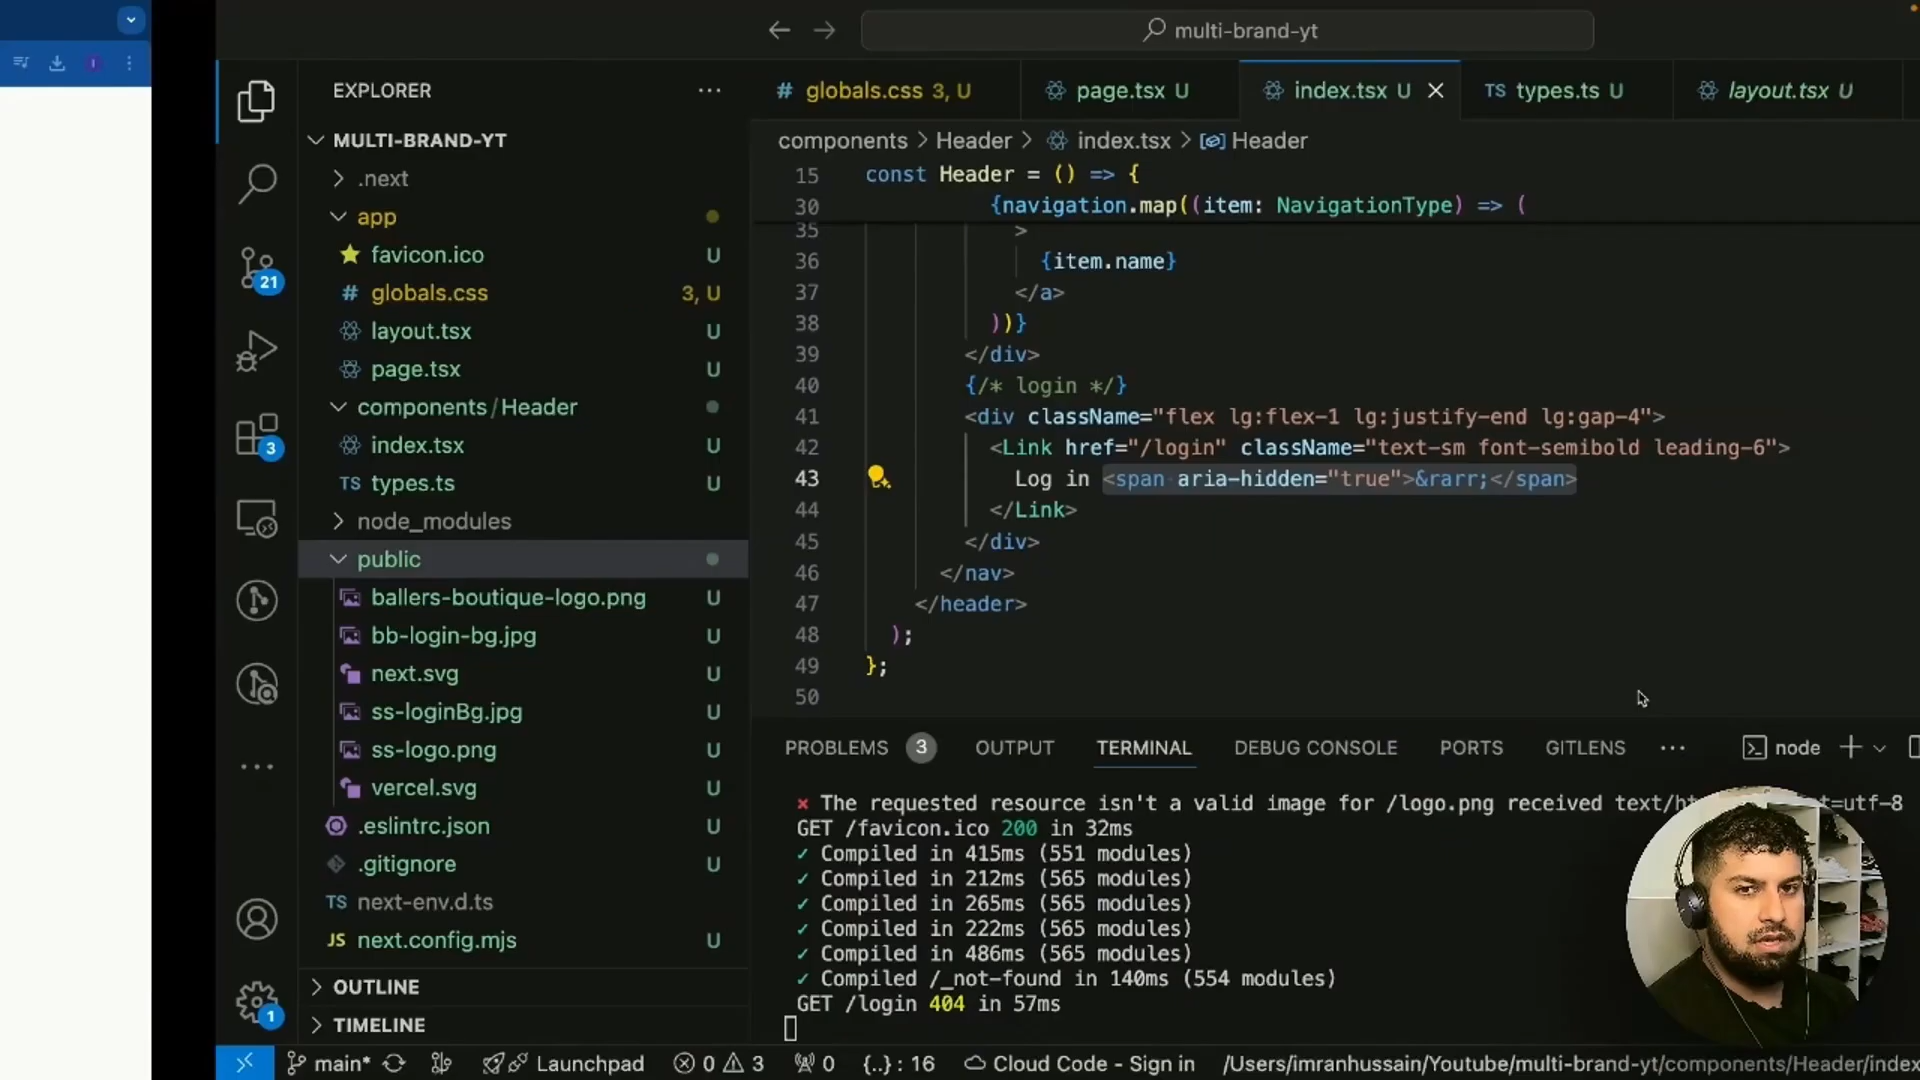 multi-brand-yt
EXPLORER
MULTI-BRAND-YT
.next
app
favicon.ico U
globals.css 3, U
layout.tsx U
page.tsx U
components/Header
index.tsx U
types.ts U
node_modules
public
ballers-boutique-logo.png U
bb-login-bg.jpg U
next.svg U
ss-loginBg.jpg U
ss-logo.png U
vercel.svg U
.eslintrc.json U
.gitignore U
TS next-env.d.ts
JS next.config.mjs U
OUTLINE
TIMELINE
21
3
1
# globals.css 3, U
page.tsx U
index.tsx U
TS types.ts U
layout.tsx U
components > Header > index.tsx > Header
15 const Header = () => {
30 {navigation.map((item: NavigationType) => (
35 >
36 {item.name}
37 </a>
38 ))}
39 </div>
40 {/* login */}
41 <div className="flex lg:flex-1 lg:justify-end lg:gap-4">
42 <Link href="/login" className="text-sm font-semibold leading-6">
43 Log in <span aria-hidden="true">&rarr;</span>
44 </Link>
45 </div>
46 </nav>
47 </header>
48 );
49 };
50
PROBLEMS 3 OUTPUT TERMINAL DEBUG CONSOLE PORTS GITLENS node
⨯ The requested resource isn't a valid image for /logo.png received text/ht =utf-8
GET /favicon.ico 200 in 32ms
✓ Compiled in 415ms (551 modules)
✓ Compiled in 212ms (565 modules)
✓ Compiled in 265ms (565 modules)
✓ Compiled in 222ms (565 modules)
✓ Compiled in 486ms (565 modules)
✓ Compiled /_not-found in 140ms (554 modules)
GET /login 404 in 57ms
main* Launchpad 0 3 0 {..} : 16 Cloud Code - Sign in /Users/imranhussain/Youtube/multi-brand-yt/components/Header/index